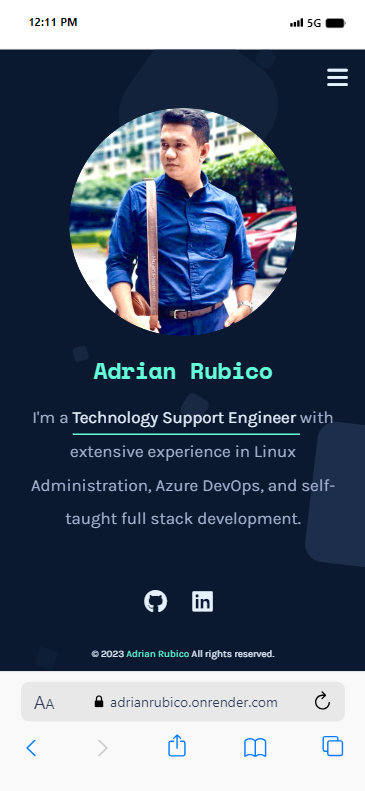 12:11 PM 5G
Adrian Rubico
I'm a Technology Support Engineer with
extensive experience in Linux
Administration, Azure DevOps, and self-
taught full stack development.
in
© 2023 Adrian Rubico All rights reserved.
AA adrianrubico.onrender.com